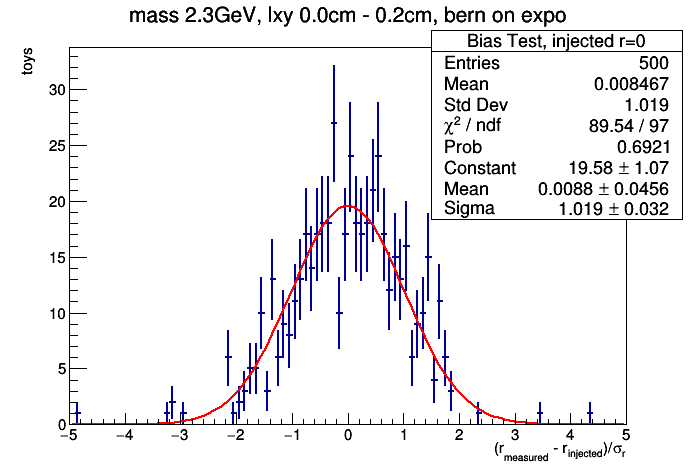 mass 2.3GeV, lxy 0.0cm - 0.2cm, bern on expo
toys
Bias Test, injected r=0
Entries 500
Mean 0.008467
Std Dev 1.019
χ² / ndf 89.54 / 97
Prob 0.6921
Constant 19.58 ± 1.07
Mean 0.0088 ± 0.0456
Sigma 1.019 ± 0.032
30
25
20
15
10
5
0
−5 −4 −3 −2 −1 0 1 2 3 4 5
(r_measured - r_injected)/σ_r